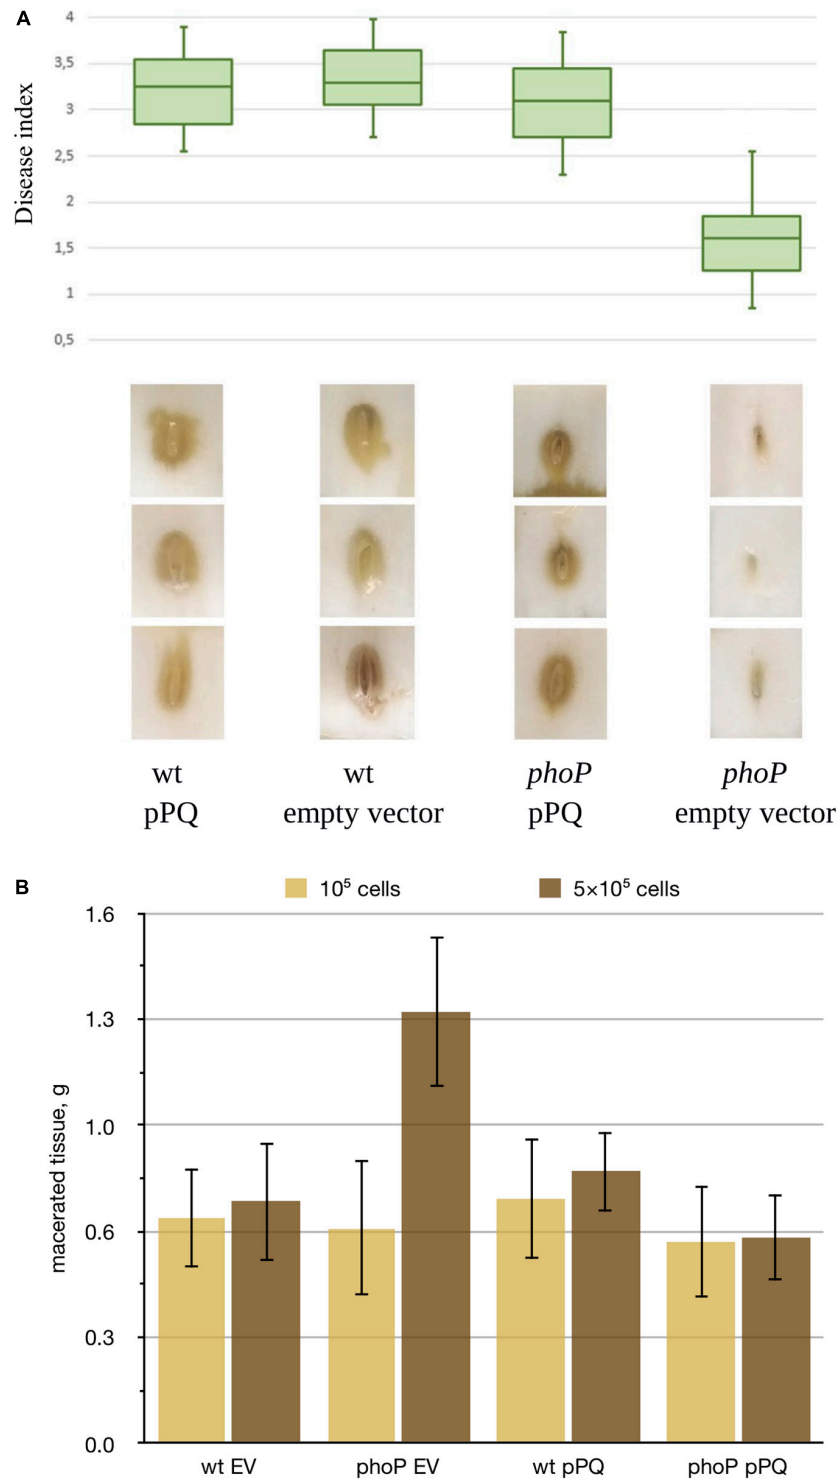 A
Disease index
4
3,5
3
2,5
2
1,5
1
0,5
wt
pPQ
wt
empty vector
phoP
pPQ
phoP
empty vector
B
10⁵ cells
5×10⁵ cells
macerated tissue, g
1.6
1.3
1.0
0.6
0.3
0.0
wt EV
phoP EV
wt pPQ
phoP pPQ